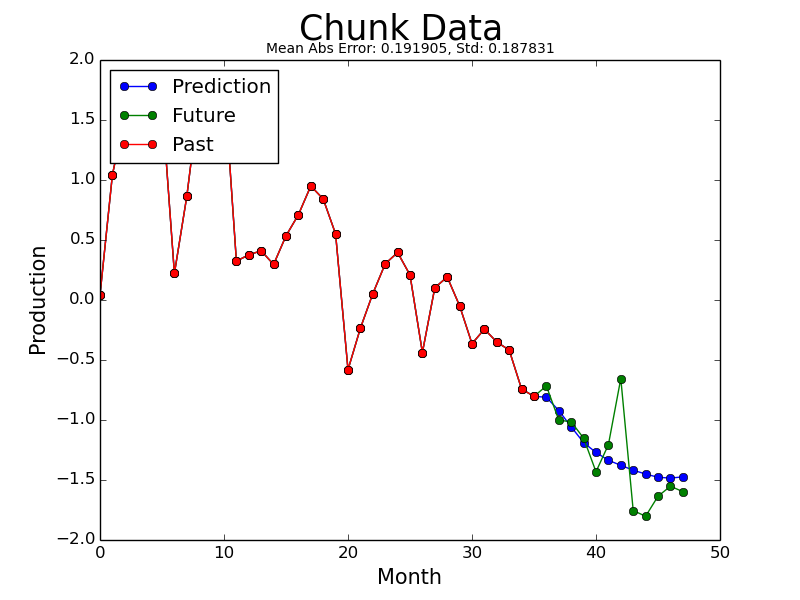 Chunk Data
Mean Abs Error: 0.191905, Std: 0.187831
2.0
1.5
1.0
0.5
0.0
−0.5
−1.0
−1.5
−2.0
Production
Prediction
Future
Past
0 10 20 30 40 50
Month